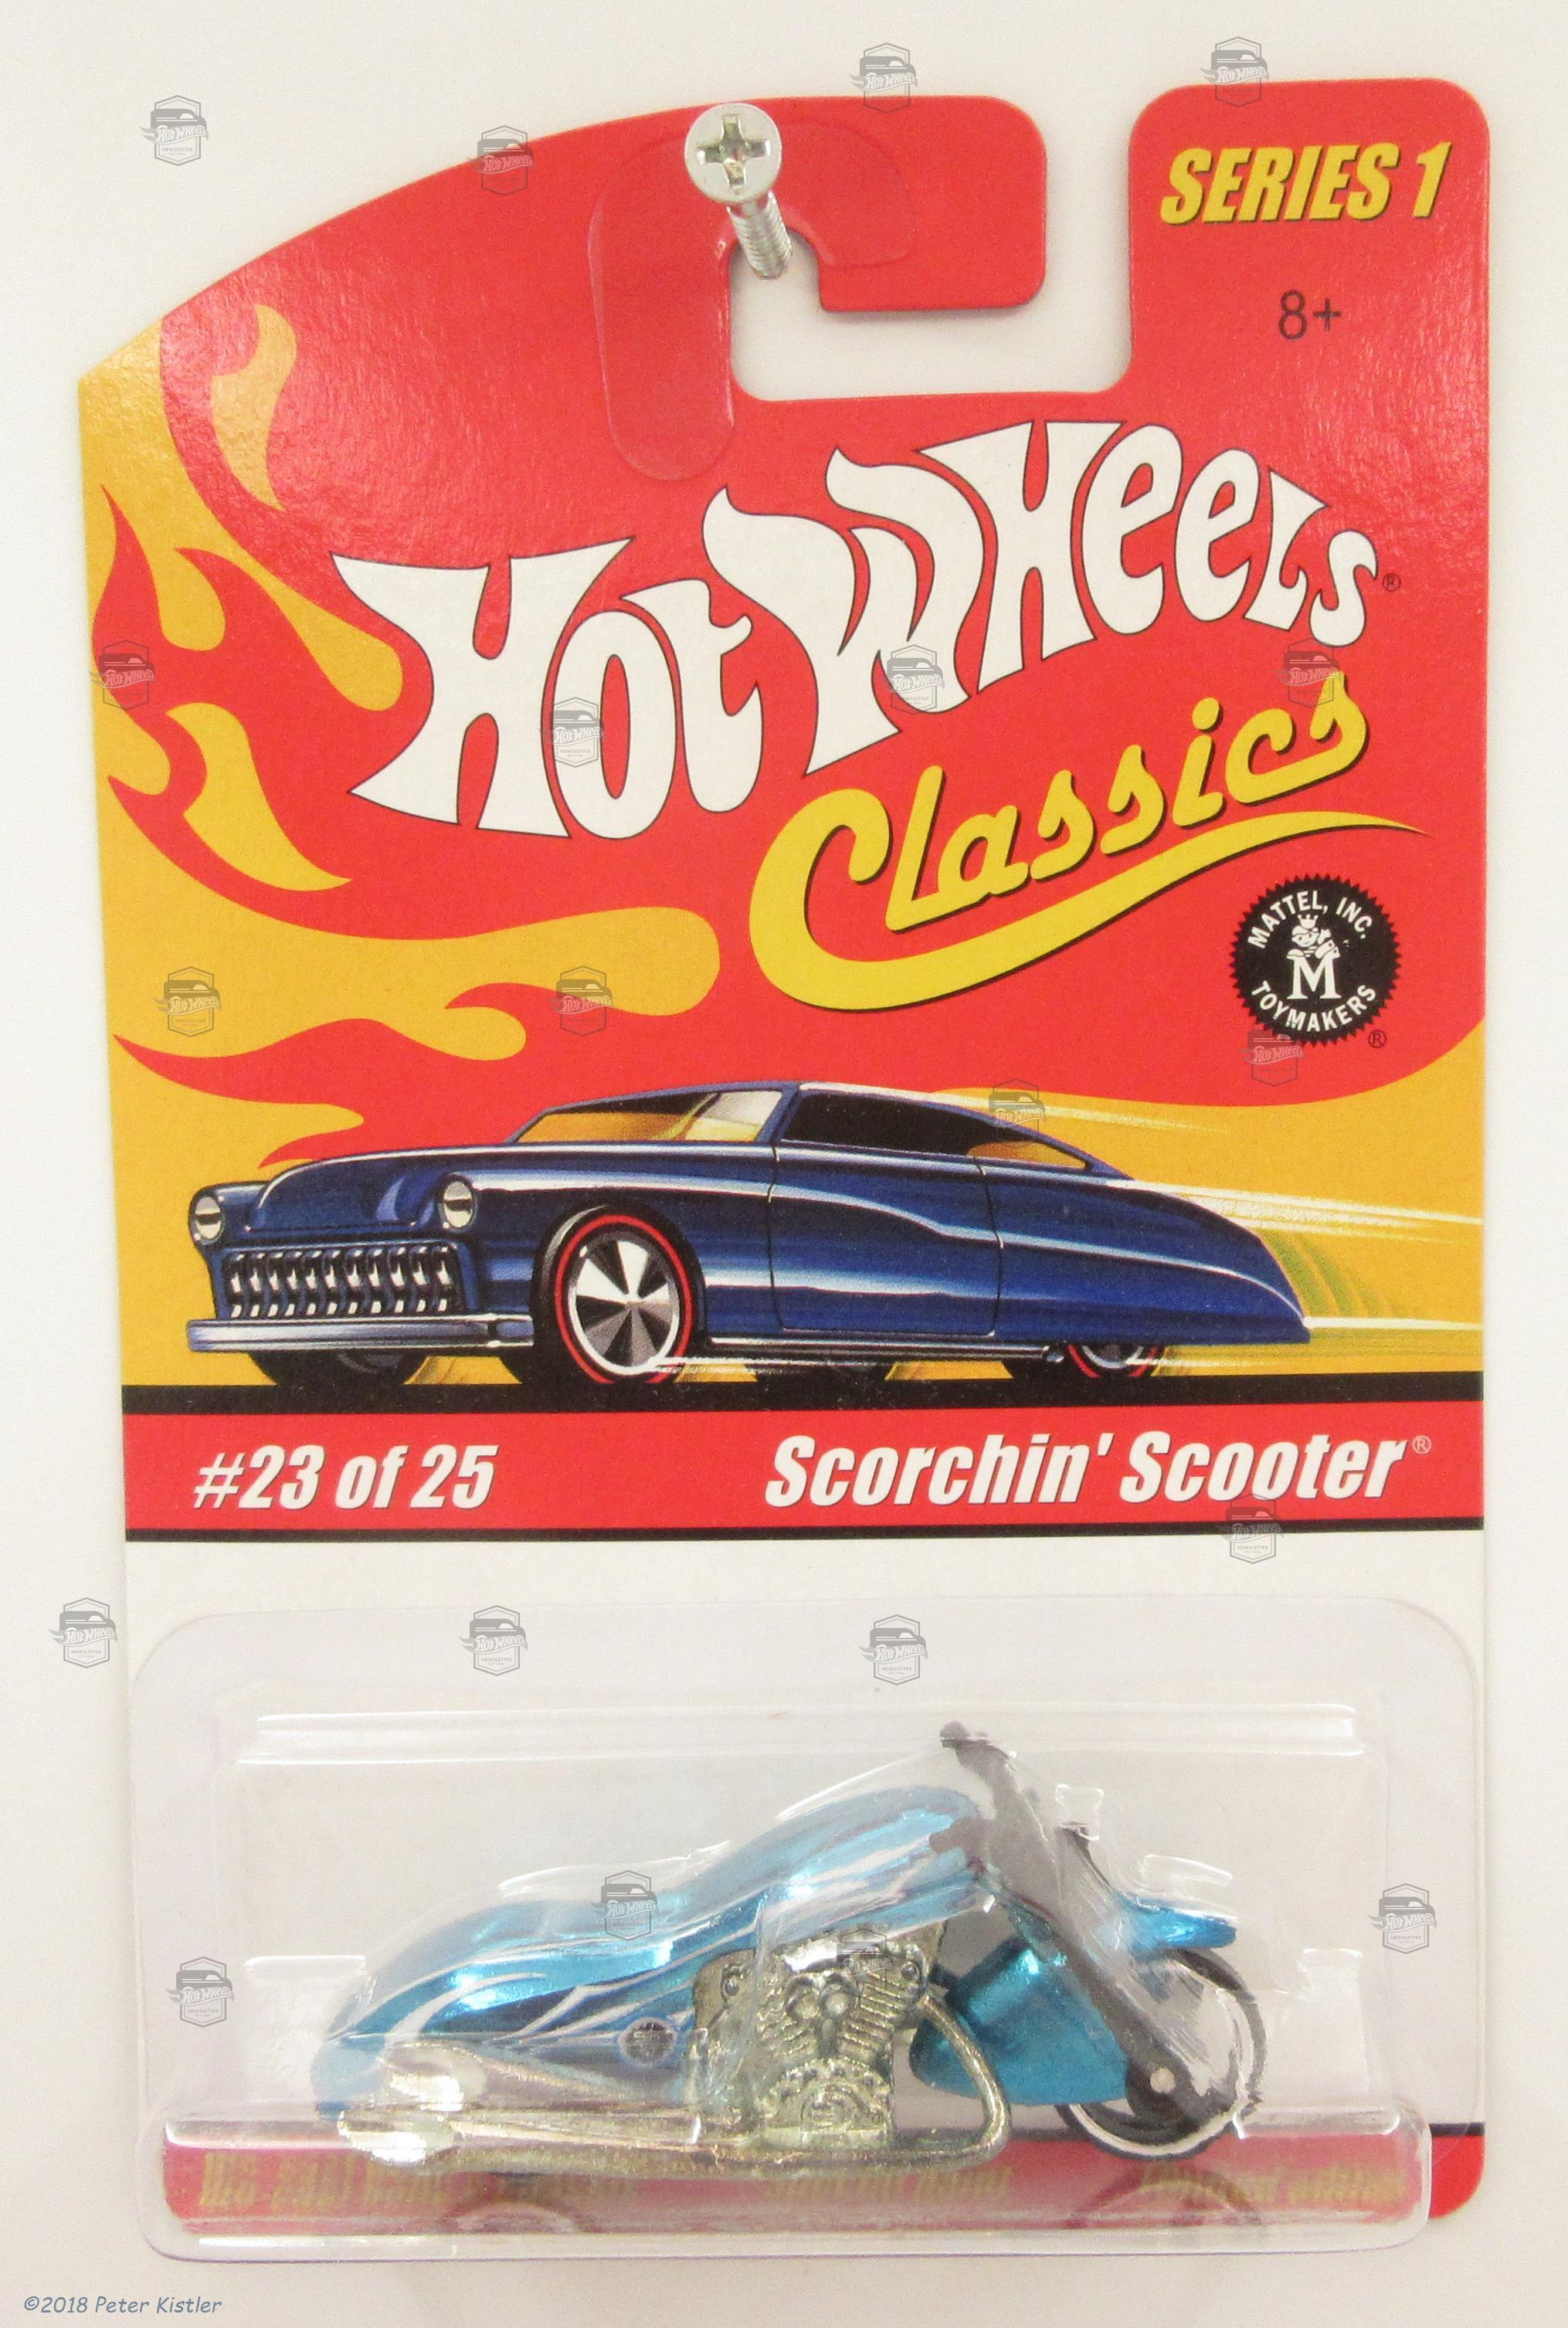 SERIES 1
8+
Hot Wheels®
Classics
MATTEL, INC.
M
TOYMAKERS
®
#23 of 25
Scorchin' Scooter®
©2018 Peter Kistler